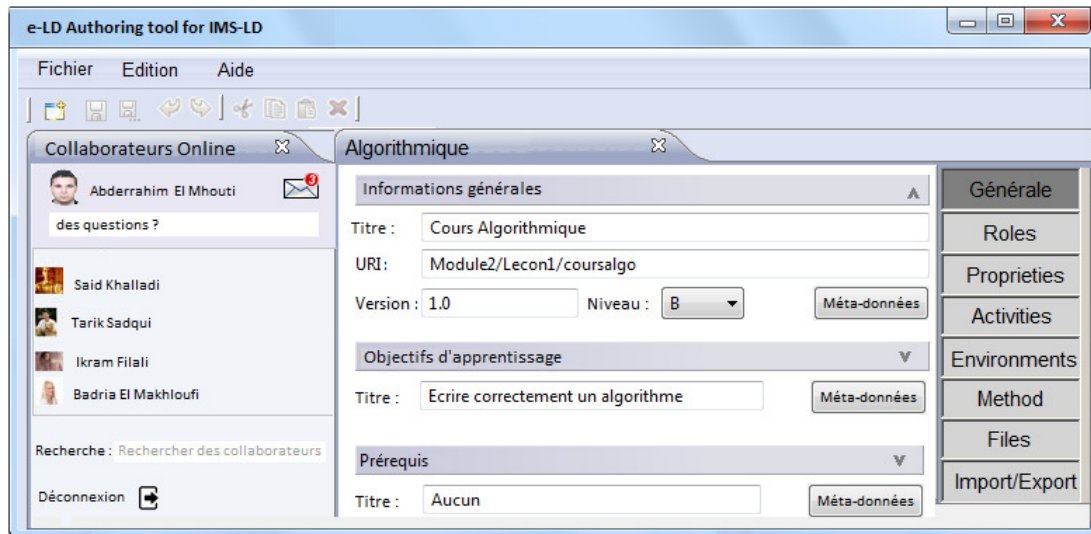 e-LD Authoring tool for IMS-LD
Fichier Edition Aide
Collaborateurs Online
Abderrahim El Mhouti
3
des questions ?
Said Khalladi
Tarik Sadqui
Ikram Filali
Badria El Makhloufi
Recherche : Rechercher des collaborateurs
Déconnexion
Algorithmique
Informations générales
Titre : Cours Algorithmique
URI : Module2/Lecon1/coursalgo
Version : 1.0 Niveau : B Méta-données
Objectifs d'apprentissage
Titre : Ecrire correctement un algorithme Méta-données
Prérequis
Titre : Aucun Méta-données
Générale
Roles
Proprieties
Activities
Environments
Method
Files
Import/Export